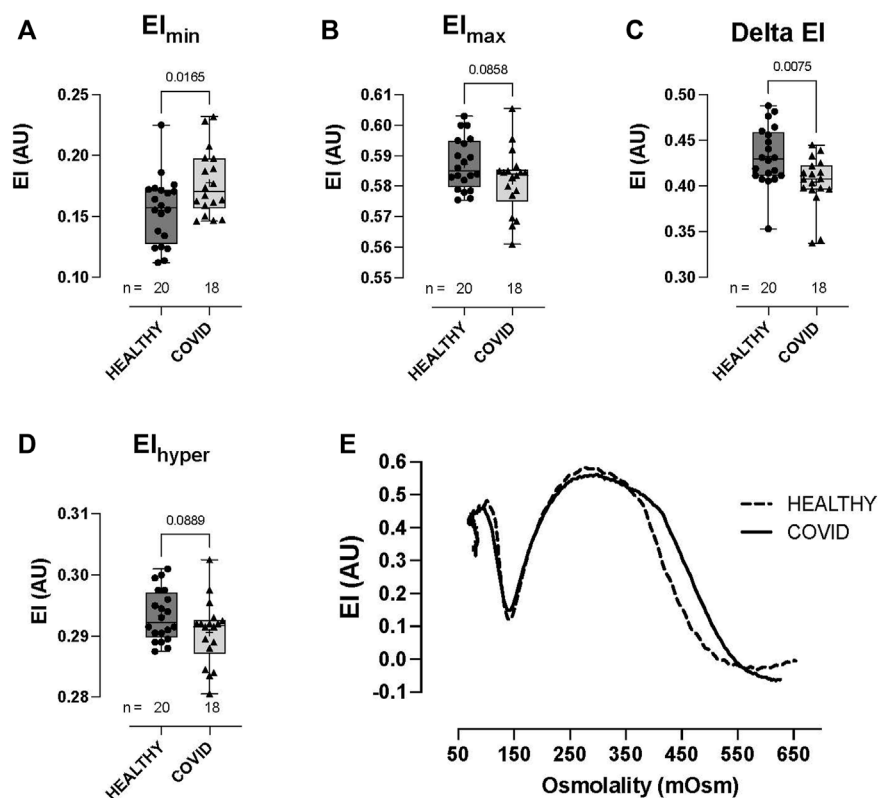 A
EImin
0.0165
0.25
0.20
0.15
0.10
EI (AU)
n = 20 18
HEALTHY
COVID
B
EImax
0.0858
0.61
0.60
0.59
0.58
0.57
0.56
0.55
EI (AU)
n = 20 18
HEALTHY
COVID
C
Delta EI
0.0075
0.50
0.45
0.40
0.35
0.30
EI (AU)
n = 20 18
HEALTHY
COVID
D
EIhyper
0.0889
0.31
0.30
0.29
0.28
EI (AU)
n = 20 18
HEALTHY
COVID
E
0.6
0.5
0.4
0.3
0.2
0.1
0.0
-0.1
EI (AU)
HEALTHY
COVID
50 150 250 350 450 550 650
Osmolality (mOsm)